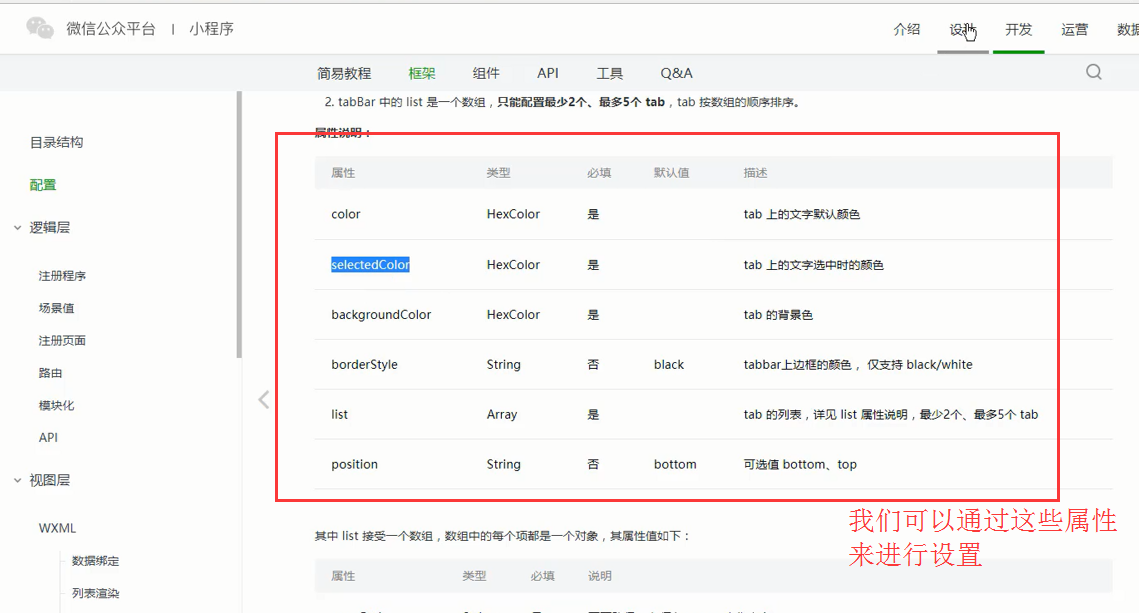 微信公众平台 | 小程序
介绍 设计 开发 运营 数据
简易教程 框架 组件 API 工具 Q&A
2. tabBar 中的 list 是一个数组，只能配置最少2个、最多5个 tab，tab 按数组的顺序排序。
属性说明：
目录结构
配置
逻辑层
注册程序
场景值
注册页面
路由
模块化
API
视图层
WXML
数据绑定
列表渲染
属性 类型 必填 默认值 描述
color HexColor 是 tab 上的文字默认颜色
selectedColor HexColor 是 tab 上的文字选中时的颜色
backgroundColor HexColor 是 tab 的背景色
borderStyle String 否 black tabbar上边框的颜色， 仅支持 black/white
list Array 是 tab 的列表，详见 list 属性说明，最少2个、最多5个 tab
position String 否 bottom 可选值 bottom、top
我们可以通过这些属性
来进行设置
其中 list 接受一个数组，数组中的每个项都是一个对象，其属性值如下：
属性 类型 必填 说明